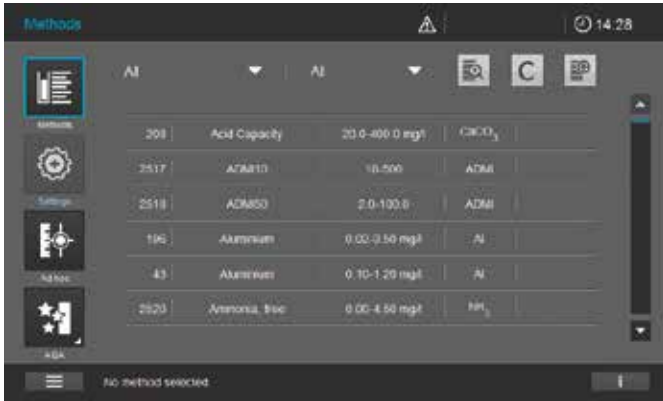 Methods 14:28
All All C
Methods
Settings
Ad hoc
AQA
Acid Capacity 20.0-400.0 mg/l CaCO3
2517 ADMI10 10-500 ADMI
2518 ADMI50 2.0-100.0 ADMI
196 Aluminium 0.02-0.50 mg/l Al
43 Aluminium 0.10-1.20 mg/l Al
2520 Ammonia, free 0.00-4.50 mg/l NH3
No method selected